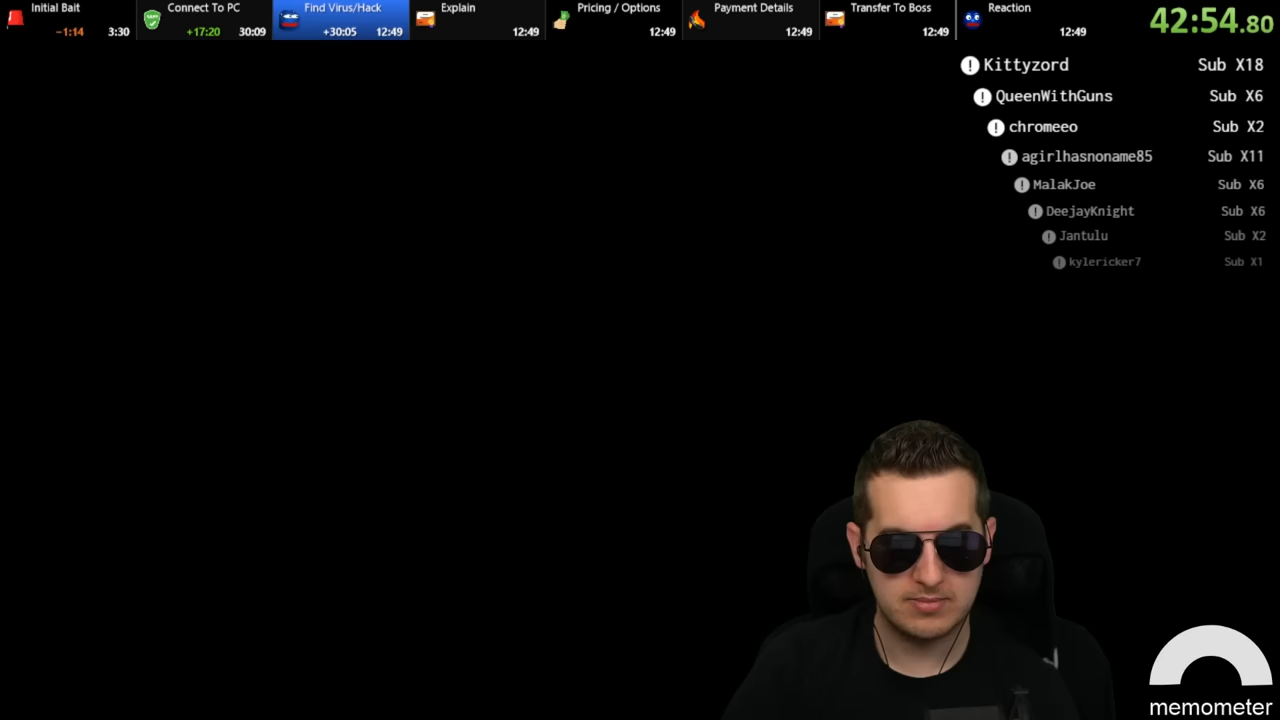 Initial Bait
-1:14 3:30
Connect To PC
+17:20 30:09
Find Virus/Hack
+30:05 12:49
Explain
12:49
Pricing / Options
12:49
Payment Details
12:49
Transfer To Boss
12:49
Reaction
12:49
42:54.80
Kittyzord Sub X18
QueenWithGuns Sub X6
chromeeo Sub X2
agirlhasnoname85 Sub X11
MalakJoe Sub X6
DeejayKnight Sub X6
Jantulu Sub X2
kylericker7 Sub X1
memometer